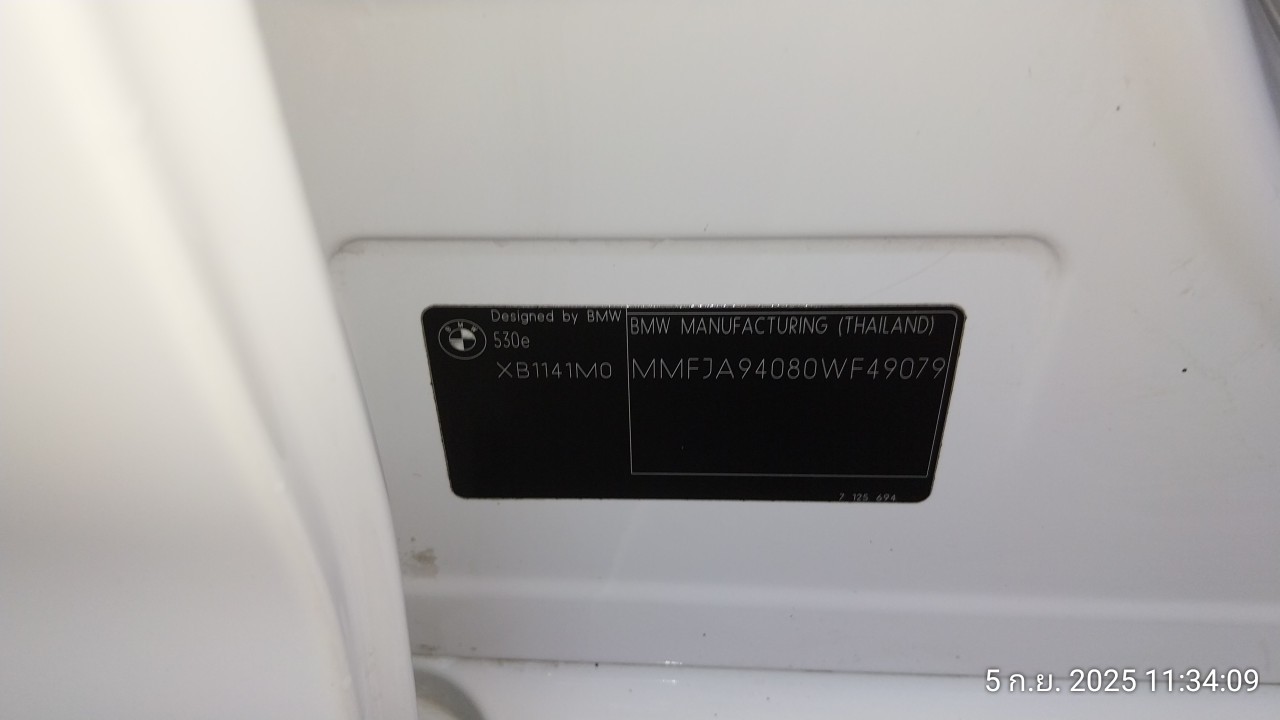 BMW
Designed by BMW
530e
XB1141M0
BMW MANUFACTURING (THAILAND)
MMFJA94080WF49079
7 125 694
5 ก.ย. 2025 11:34:09